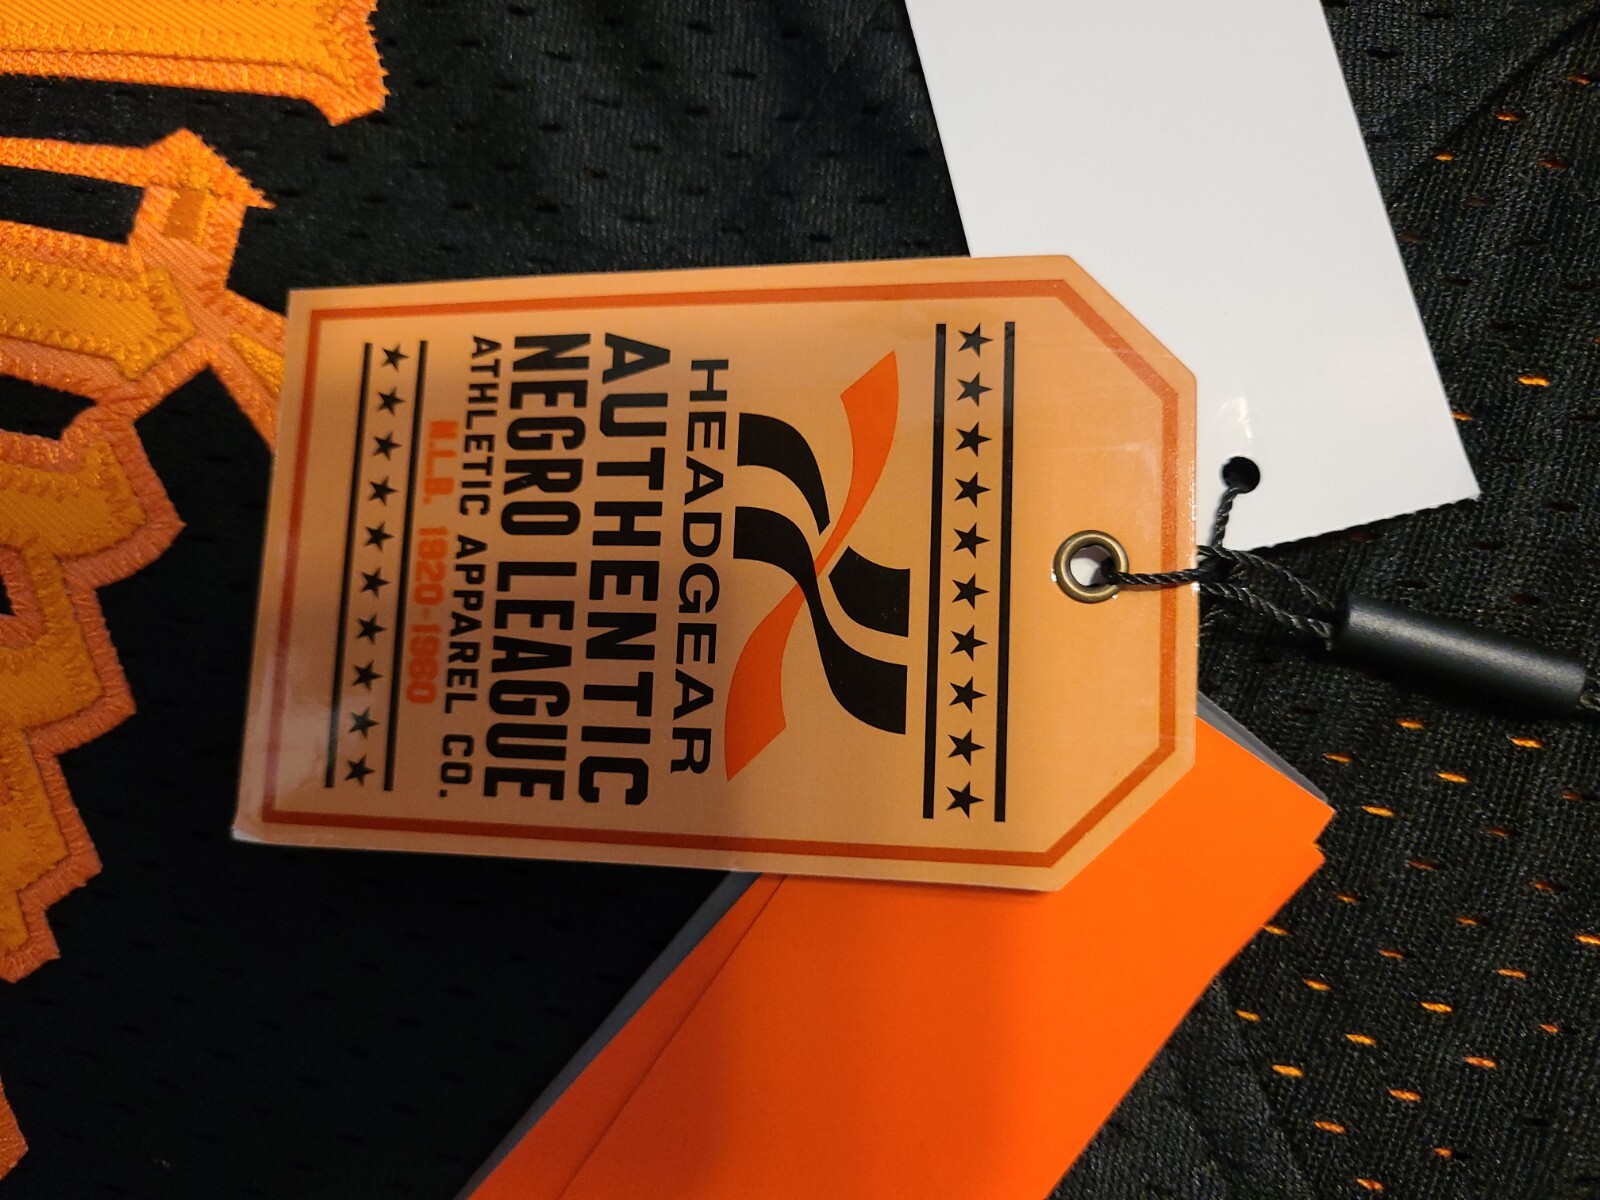 HEADGEAR
AUTHENTIC
NEGRO LEAGUE
ATHLETIC APPAREL CO.
N.L.B. 1920-1960